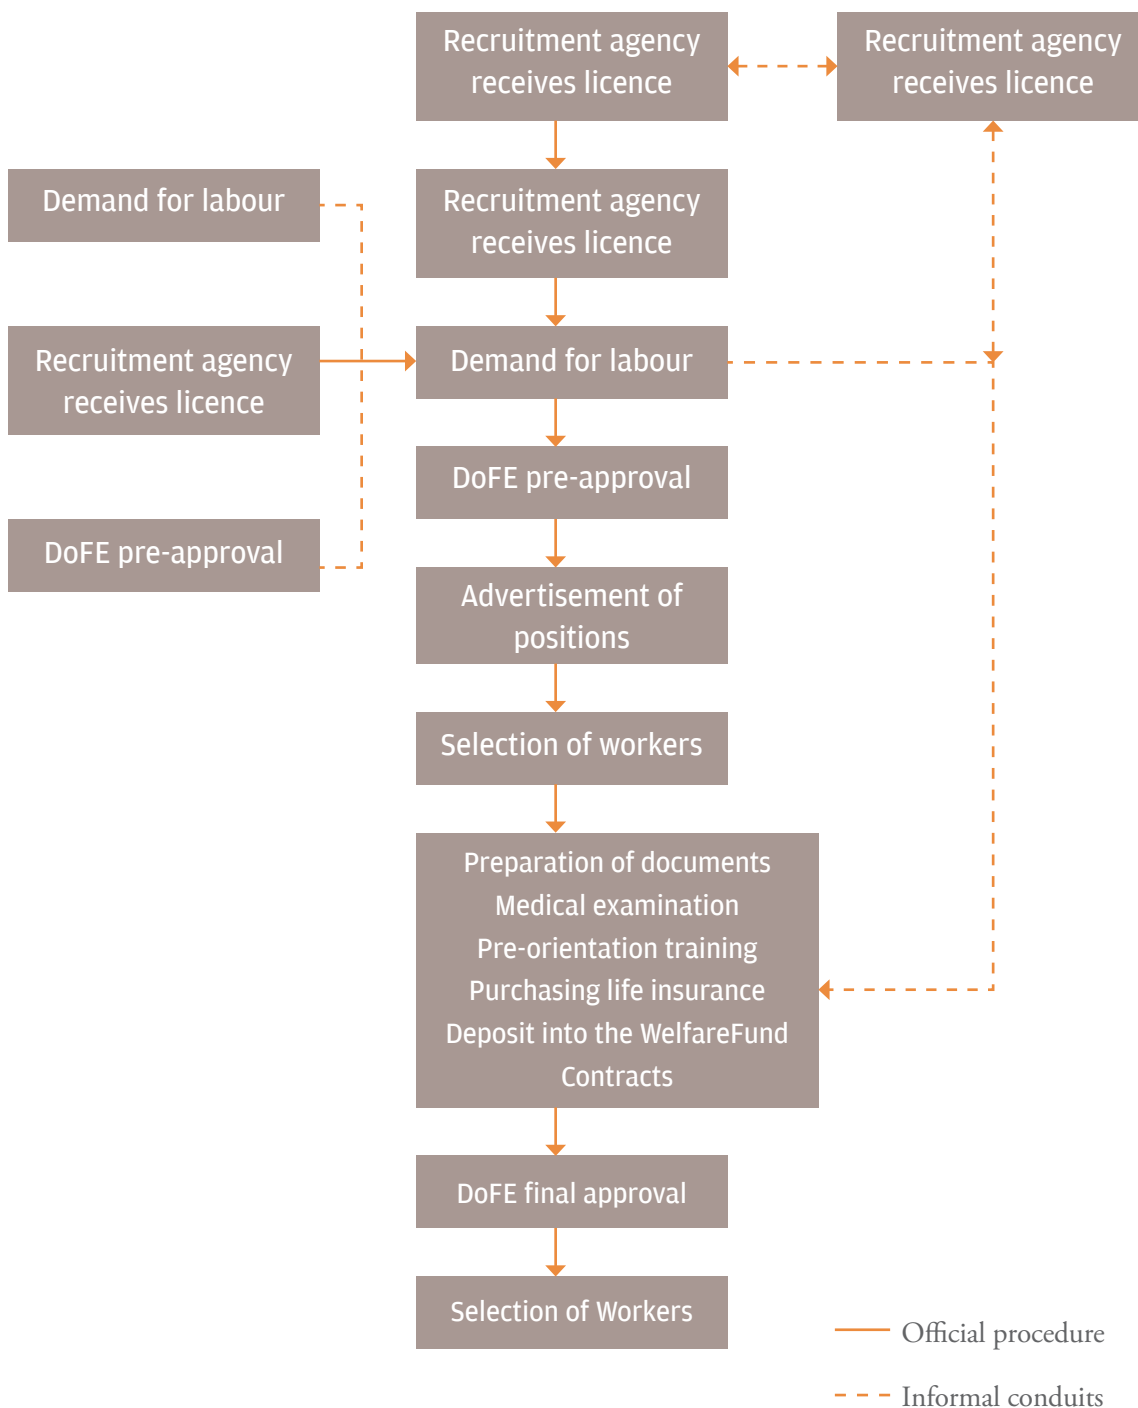 Recruitment agency
receives licence
Recruitment agency
receives licence
Demand for labour
Recruitment agency
receives licence
Recruitment agency
receives licence
Demand for labour
DoFE pre-approval
DoFE pre-approval
Advertisement of
positions
Selection of workers
Preparation of documents
Medical examination
Pre-orientation training
Purchasing life insurance
Deposit into the WelfareFund
Contracts
DoFE final approval
Selection of Workers
Official procedure
Informal conduits